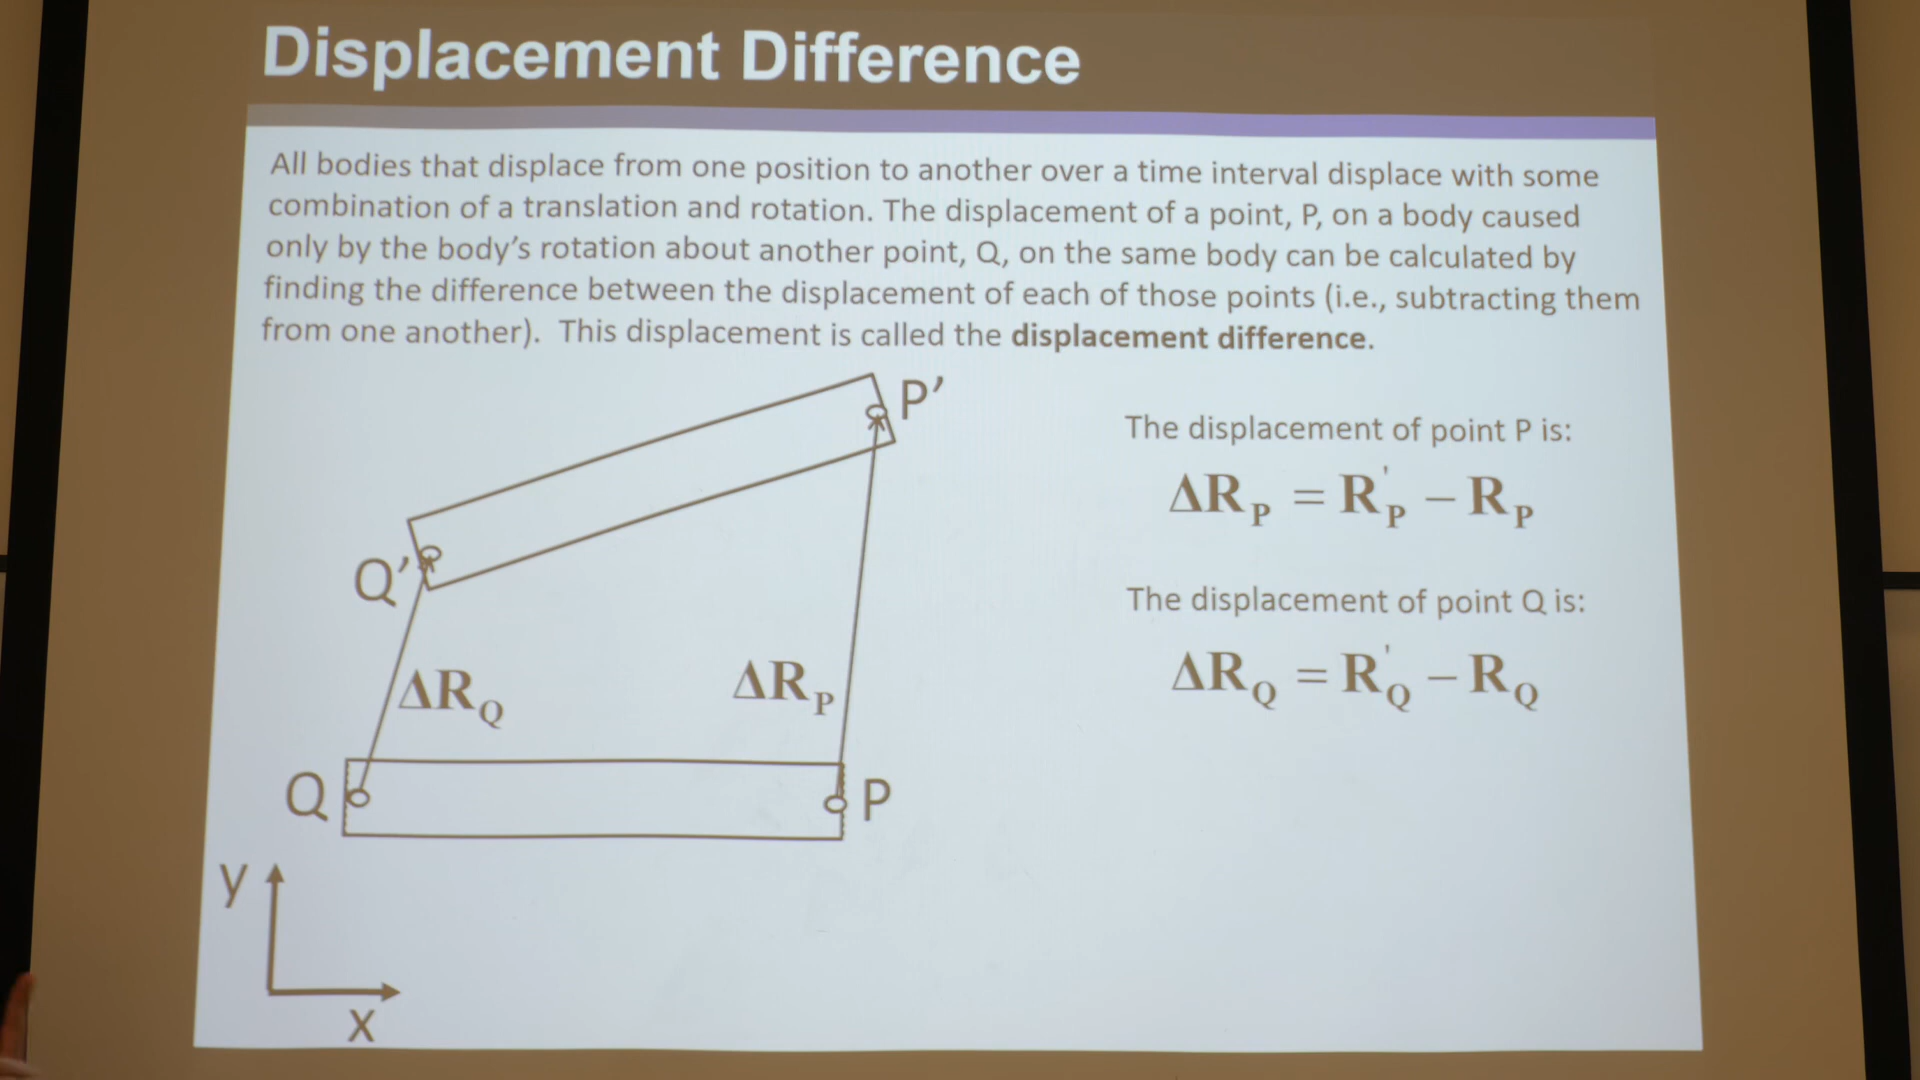 Displacement Difference
All bodies that displace from one position to another over a time interval displace with some
combination of a translation and rotation. The displacement of a point, P, on a body caused
only by the body’s rotation about another point, Q, on the same body can be calculated by
finding the difference between the displacement of each of those points (i.e., subtracting them
from one another).  This displacement is called the displacement difference.
P′
The displacement of point P is:
ΔR_P = R'_P − R_P
Q′
The displacement of point Q is:
ΔR_Q = R'_Q − R_Q
ΔR_Q
ΔR_P
Q
P
y
x